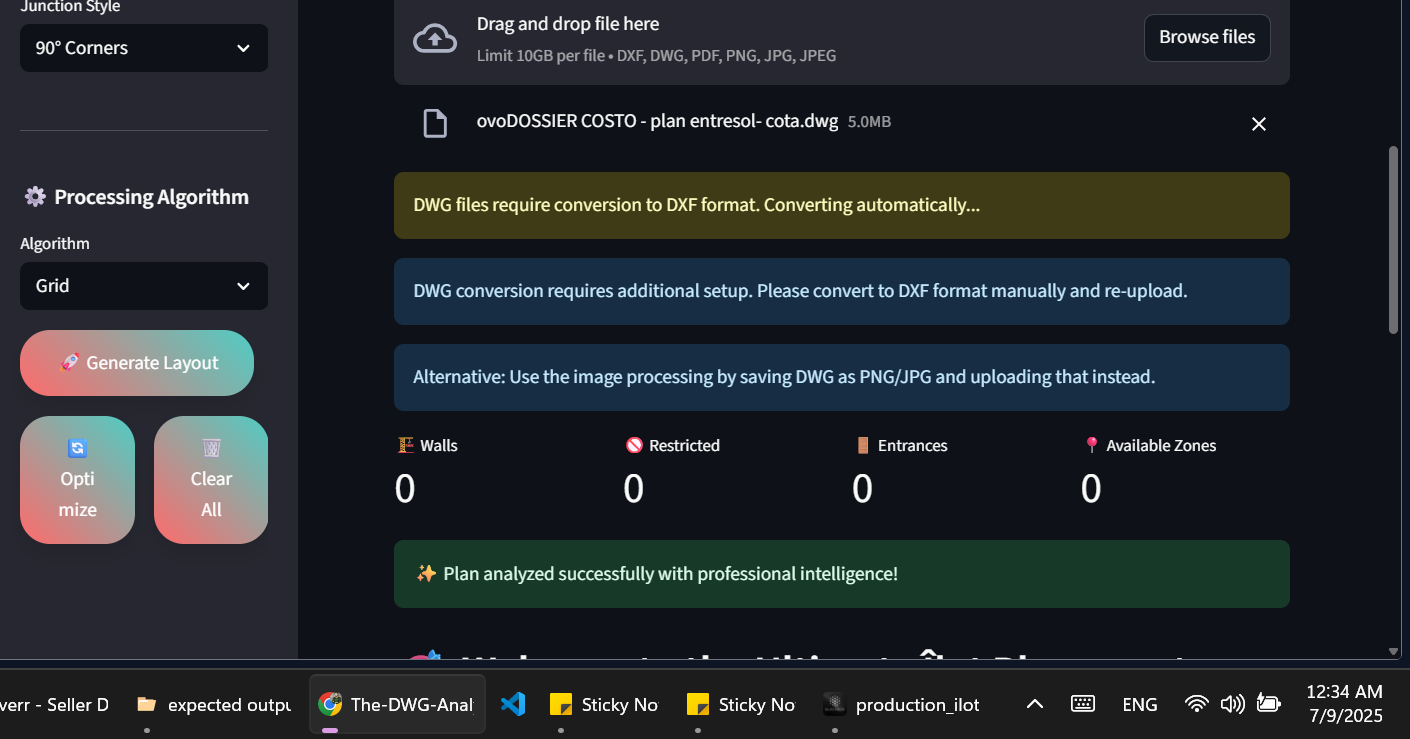 Junction Style
90° Corners
Processing Algorithm
Algorithm
Grid
Generate Layout
Opti
mize
Clear
All
Drag and drop file here
Limit 10GB per file • DXF, DWG, PDF, PNG, JPG, JPEG
Browse files
ovoDOSSIER COSTO - plan entresol- cota.dwg 5.0MB
DWG files require conversion to DXF format. Converting automatically...
DWG conversion requires additional setup. Please convert to DXF format manually and re-upload.
Alternative: Use the image processing by saving DWG as PNG/JPG and uploading that instead.
Walls
0
Restricted
0
Entrances
0
Available Zones
0
Plan analyzed successfully with professional intelligence!
verr - Seller D
expected outpu
The-DWG-Anal
Sticky No
Sticky No
production_ilot
ENG
12:34 AM
7/9/2025